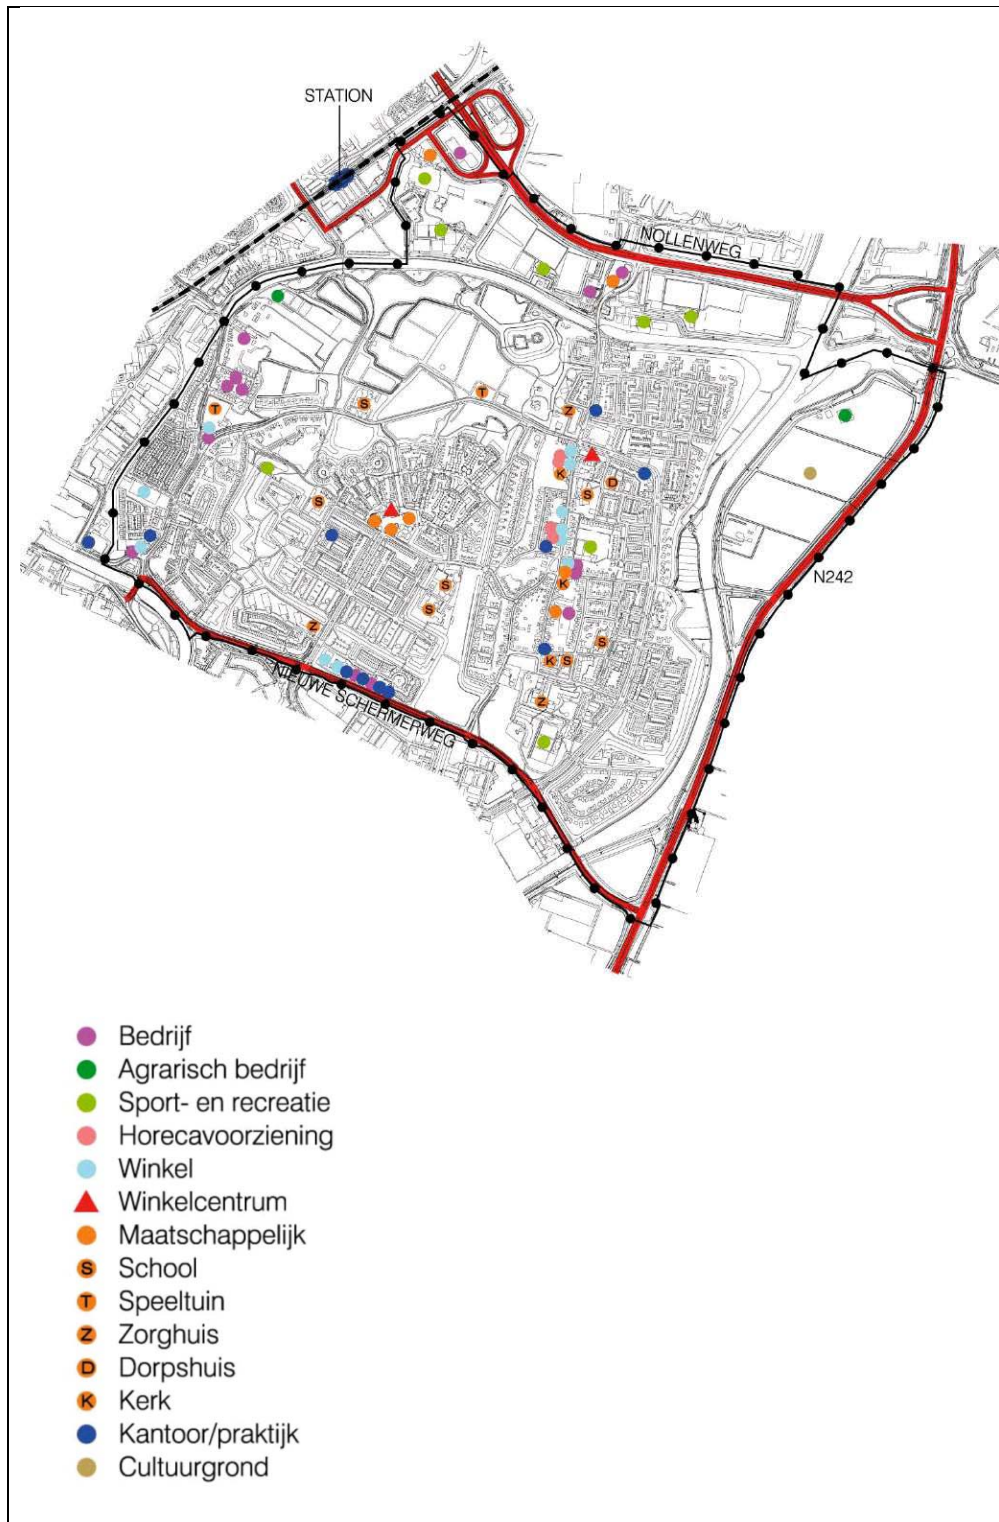 STATION
NOLLENWEG
T
S
T
Z
K
D
S
S
S
K
S
S
Z
K
S
Z
N242
NIEUWE SCHERMERWEG
Bedrijf
Agrarisch bedrijf
Sport- en recreatie
Horecavoorziening
Winkel
Winkelcentrum
Maatschappelijk
S School
T Speeltuin
Z Zorghuis
D Dorpshuis
K Kerk
Kantoor/praktijk
Cultuurgrond